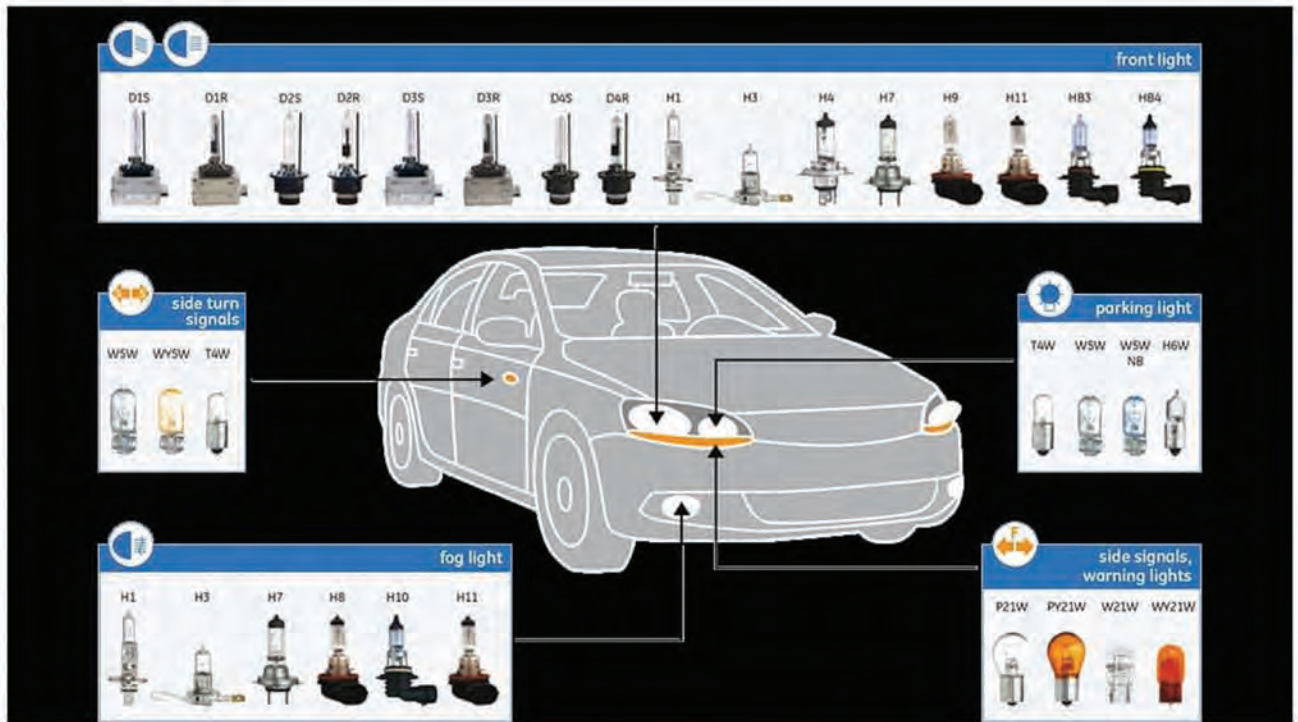 front light
D1S D1R D2S D2R D3S D3R D4S D4R H1 H3 H4 H7 H9 H11 HB3 HB4
side turn
signals
W5W WY5W T4W
parking light
T4W W5W W5W H6W
NB
fog light
H1 H3 H7 H8 H10 H11
F
side signals,
warning lights
P21W PY21W W21W WY21W